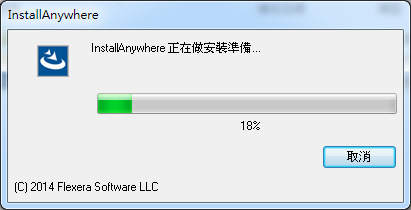 InstallAnywhere
InstallAnywhere 正在做安裝準備...
18%
取消
(C) 2014 Flexera Software LLC